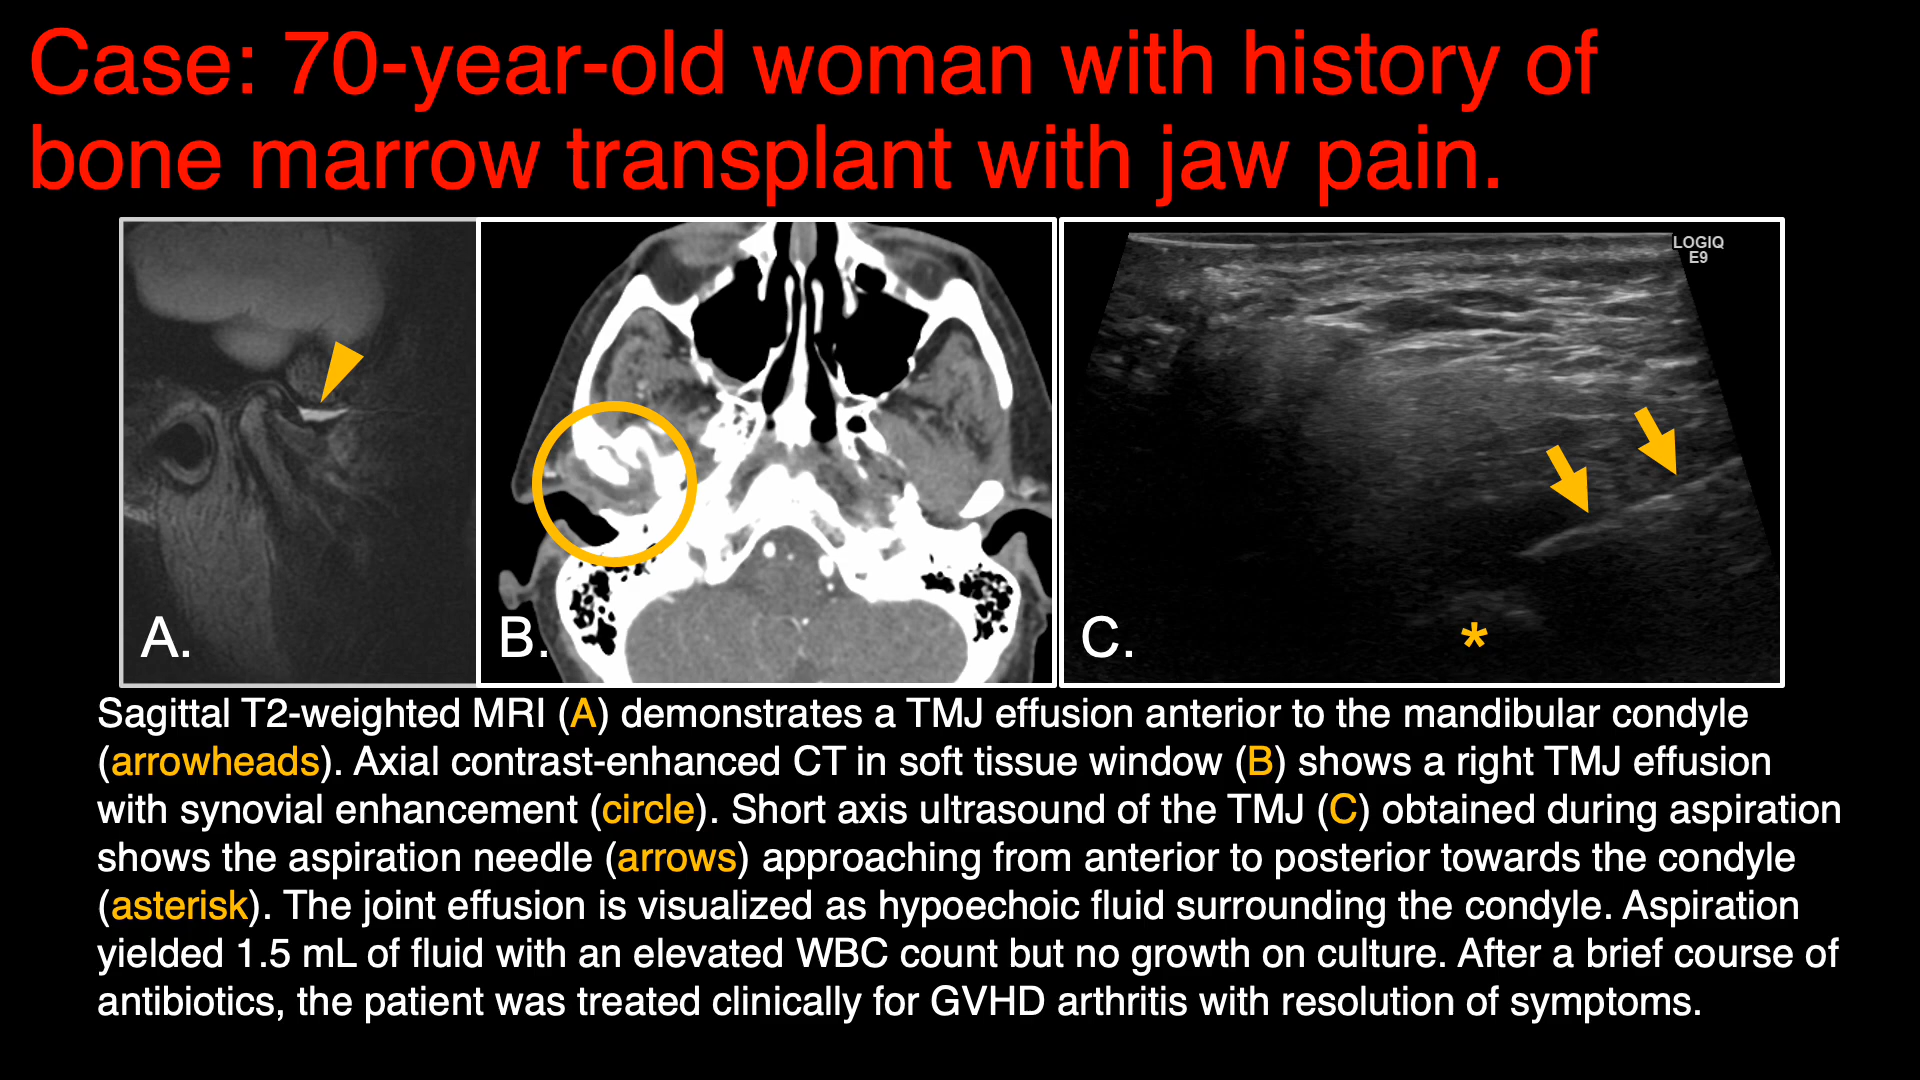 Case: 70-year-old woman with history of
bone marrow transplant with jaw pain.
LOGIQ
E9
A.
B.
C.
*
Sagittal T2-weighted MRI (A) demonstrates a TMJ effusion anterior to the mandibular condyle
(arrowheads). Axial contrast-enhanced CT in soft tissue window (B) shows a right TMJ effusion
with synovial enhancement (circle). Short axis ultrasound of the TMJ (C) obtained during aspiration
shows the aspiration needle (arrows) approaching from anterior to posterior towards the condyle
(asterisk). The joint effusion is visualized as hypoechoic fluid surrounding the condyle. Aspiration
yielded 1.5 mL of fluid with an elevated WBC count but no growth on culture. After a brief course of
antibiotics, the patient was treated clinically for GVHD arthritis with resolution of symptoms.